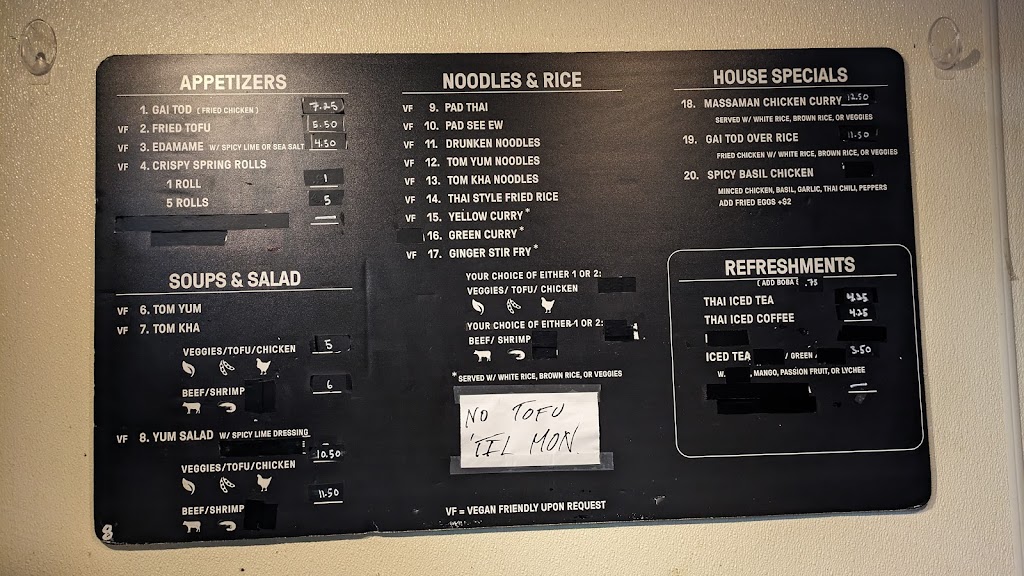 APPETIZERS
1. GAI TOD ( FRIED CHICKEN ) 7.25
VF 2. FRIED TOFU 5.50
VF 3. EDAMAME W/ SPICY LIME OR SEA SALT 4.50
VF 4. CRISPY SPRING ROLLS
1 ROLL 1
5 ROLLS 5
SOUPS & SALAD
VF 6. TOM YUM
VF 7. TOM KHA
VEGGIES/TOFU/CHICKEN 5
BEEF/SHRIMP 6
VF 8. YUM SALAD W/ SPICY LIME DRESSING
VEGGIES/TOFU/CHICKEN 10.50
BEEF/SHRIMP 11.50
NOODLES & RICE
VF 9. PAD THAI
VF 10. PAD SEE EW
VF 11. DRUNKEN NOODLES
VF 12. TOM YUM NOODLES
VF 13. TOM KHA NOODLES
VF 14. THAI STYLE FRIED RICE
VF 15. YELLOW CURRY*
16. GREEN CURRY*
VF 17. GINGER STIR FRY*
YOUR CHOICE OF EITHER 1 OR 2:
VEGGIES/ TOFU/ CHICKEN
YOUR CHOICE OF EITHER 1 OR 2:
BEEF/ SHRIMP
*SERVED W/ WHITE RICE, BROWN RICE, OR VEGGIES
NO TOFU
'TIL MON.
VF = VEGAN FRIENDLY UPON REQUEST
HOUSE SPECIALS
18. MASSAMAN CHICKEN CURRY 12.50
SERVED W/ WHITE RICE, BROWN RICE, OR VEGGIES
19. GAI TOD OVER RICE 11.50
FRIED CHICKEN W/ WHITE RICE, BROWN RICE, OR VEGGIES
20. SPICY BASIL CHICKEN
MINCED CHICKEN, BASIL, GARLIC, THAI CHILI, PEPPERS
ADD FRIED EGGS +$2
REFRESHMENTS
( ADD BOBA .75
THAI ICED TEA 4.25
THAI ICED COFFEE 4.25
ICED TEA / GREEN / 3.50
W. MANGO, PASSION FRUIT, OR LYCHEE